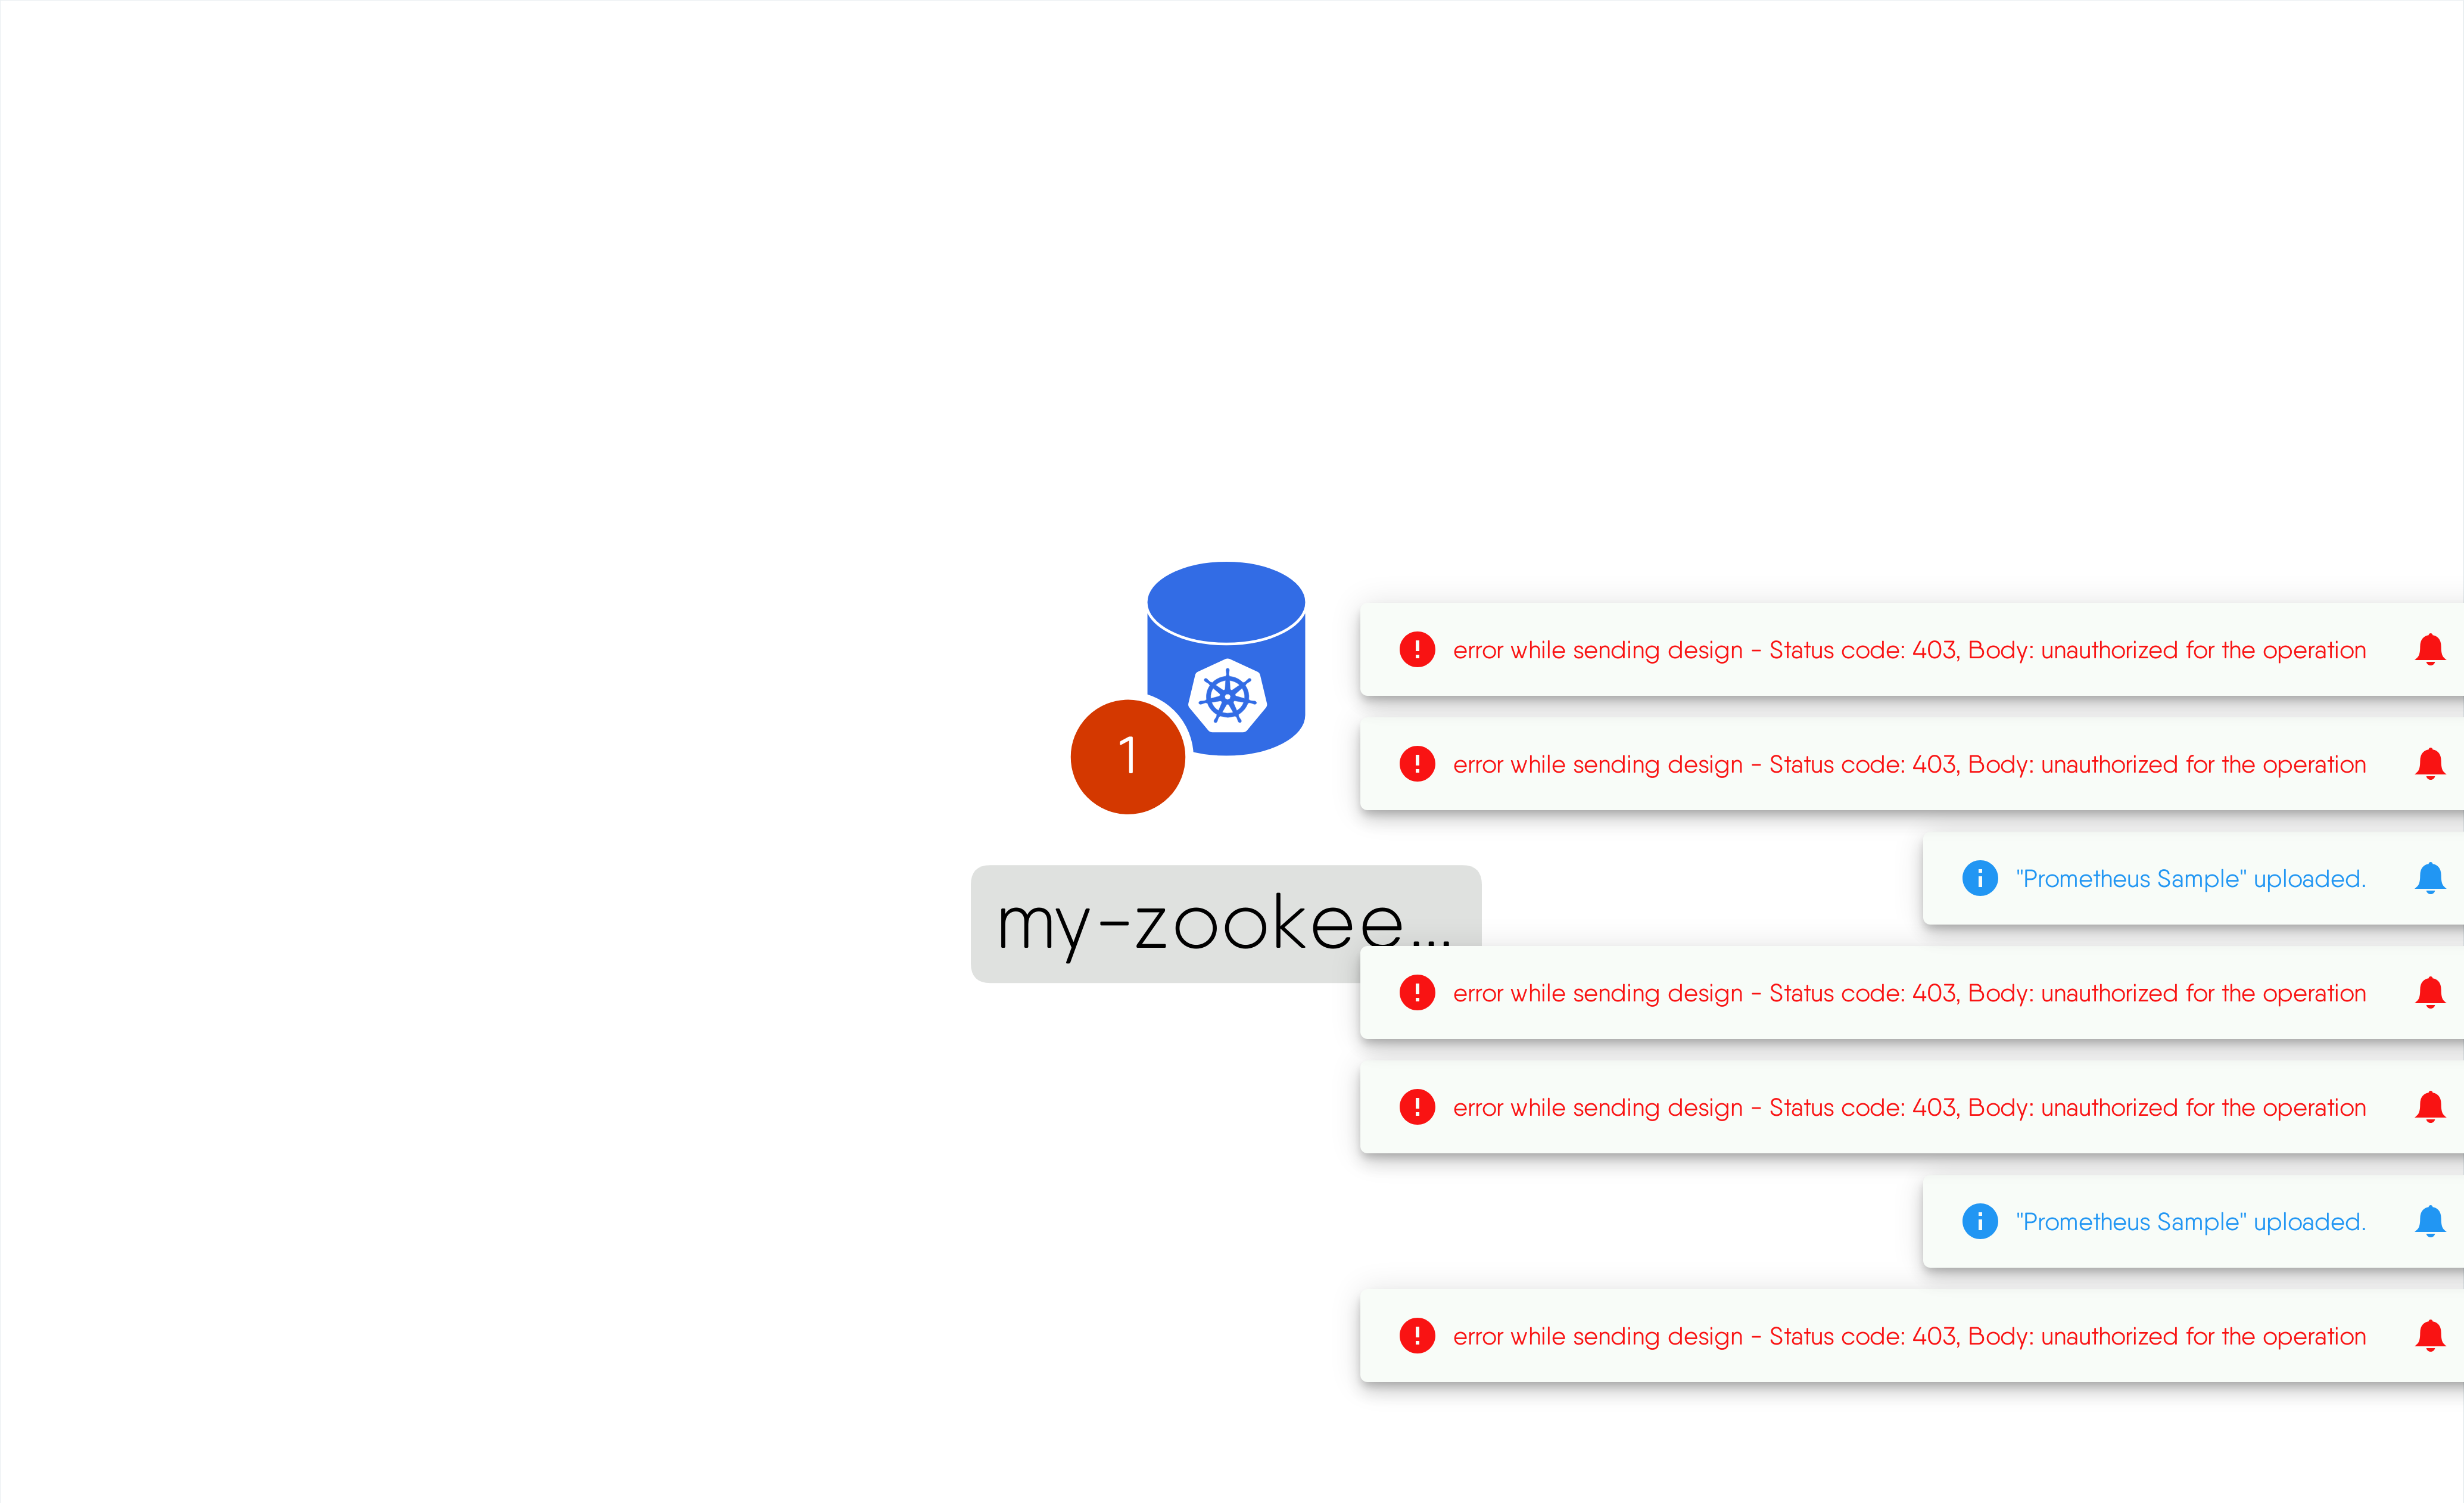 error while sending design - Status code: 403, Body: unauthorized for the operation
1
error while sending design - Status code: 403, Body: unauthorized for the operation
"Prometheus Sample" uploaded.
my-zookee...
error while sending design - Status code: 403, Body: unauthorized for the operation
error while sending design - Status code: 403, Body: unauthorized for the operation
"Prometheus Sample" uploaded.
error while sending design - Status code: 403, Body: unauthorized for the operation